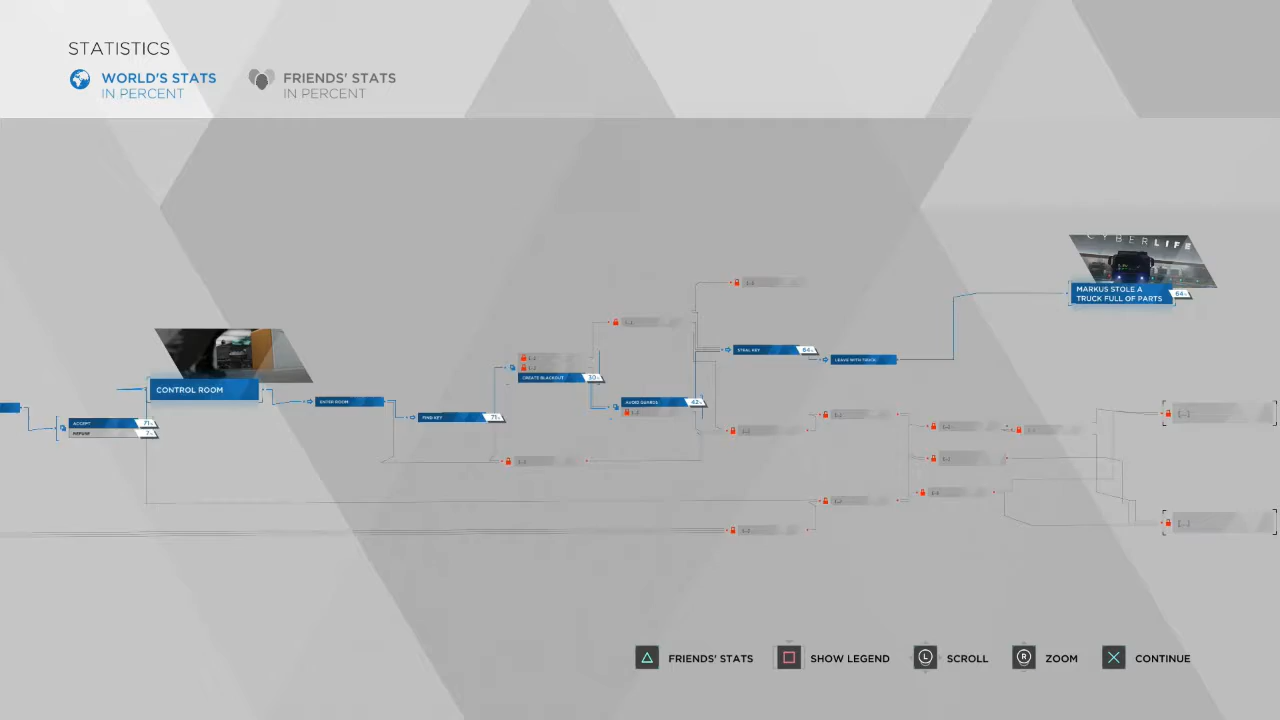 STATISTICS
WORLD'S STATS
IN PERCENT
FRIENDS' STATS
IN PERCENT
CYBERLIFE
MARKUS STOLE A
TRUCK FULL OF PARTS
64%
STEAL KEY 64%
LEAVE WITH TRUCK
CONTROL ROOM
CREATE BLACKOUT 30%
ENTER ROOM
AVOID GUARDS 42%
FIND KEY 71%
ACCEPT 71%
REFUSE 7%
FRIENDS' STATS
SHOW LEGEND
L
SCROLL
R
ZOOM
CONTINUE